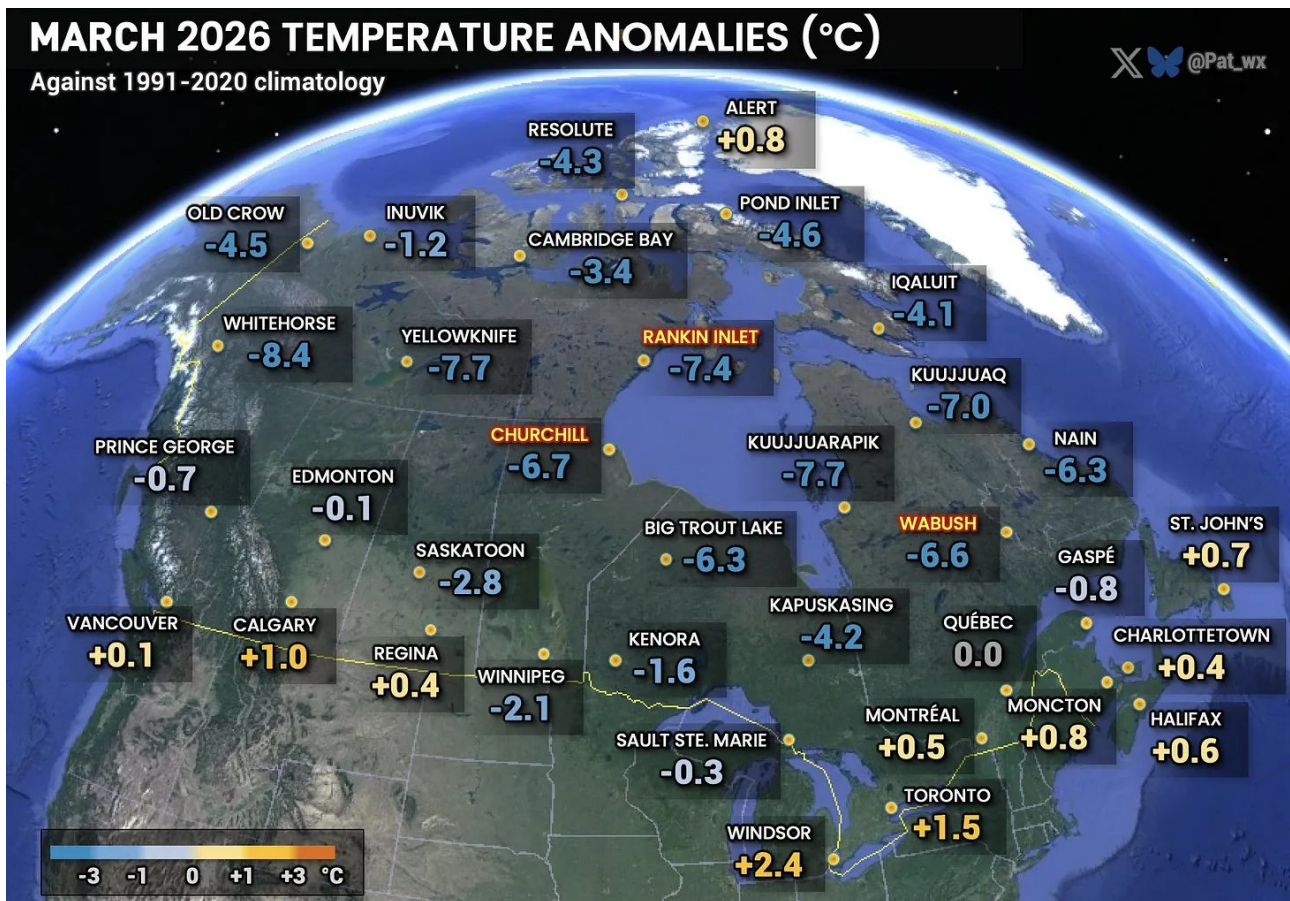 MARCH 2026 TEMPERATURE ANOMALIES (°C)
Against 1991-2020 climatology
@Pat_wx
ALERT
+0.8
RESOLUTE
-4.3
OLD CROW
-4.5
INUVIK
-1.2
POND INLET
-4.6
CAMBRIDGE BAY
-3.4
IQALUIT
-4.1
WHITEHORSE
-8.4
YELLOWKNIFE
-7.7
RANKIN INLET
-7.4
KUUJJUAQ
-7.0
CHURCHILL
-6.7
KUUJJUARAPIK
-7.7
NAIN
-6.3
PRINCE GEORGE
-0.7
EDMONTON
-0.1
SASKATOON
-2.8
BIG TROUT LAKE
-6.3
WABUSH
-6.6
ST. JOHN'S
+0.7
GASPÉ
-0.8
VANCOUVER
+0.1
CALGARY
+1.0
REGINA
+0.4
WINNIPEG
-2.1
KENORA
-1.6
KAPUSKASING
-4.2
QUÉBEC
0.0
CHARLOTTETOWN
+0.4
MONCTON
+0.8
HALIFAX
+0.6
SAULT STE. MARIE
-0.3
MONTRÉAL
+0.5
TORONTO
+1.5
WINDSOR
+2.4
-3 -1 0 +1 +3 °C